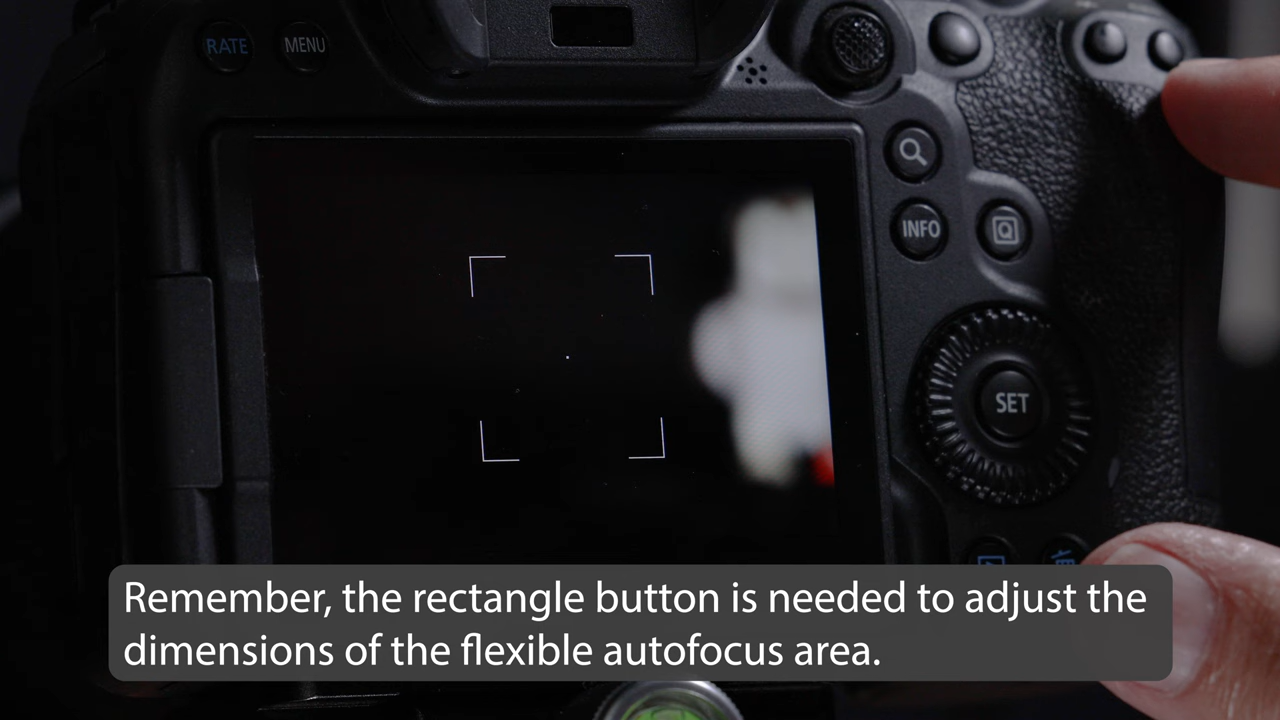 RATE MENU
INFO
Q
SET
Remember, the rectangle button is needed to adjust the
dimensions of the flexible autofocus area.